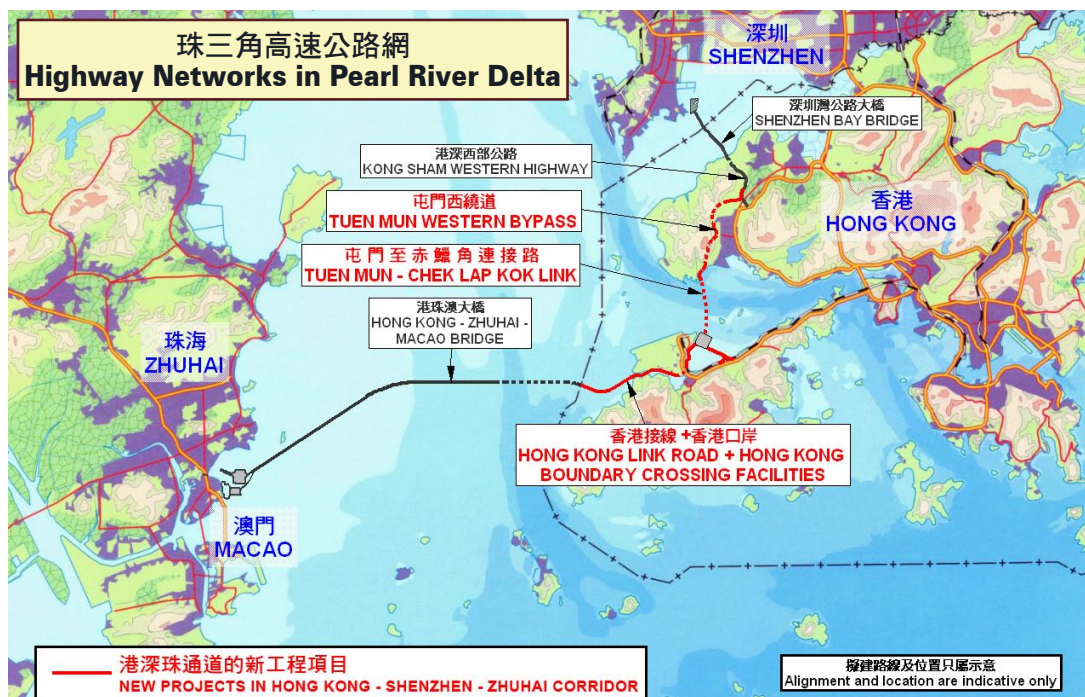 珠三角高速公路網
Highway Networks in Pearl River Delta
深圳
SHENZHEN
深圳灣公路大橋
SHENZHEN BAY BRIDGE
港深西部公路
KONG SHAM WESTERN HIGHWAY
屯門西繞道
TUEN MUN WESTERN BYPASS
香港
HONG KONG
屯門至赤鱲角連接路
TUEN MUN - CHEK LAP KOK LINK
港珠澳大橋
HONG KONG - ZHUHAI -
MACAO BRIDGE
珠海
ZHUHAI
香港接線+香港口岸
HONG KONG LINK ROAD + HONG KONG
BOUNDARY CROSSING FACILITIES
澳門
MACAO
港深珠通道的新工程項目
NEW PROJECTS IN HONG KONG - SHENZHEN - ZHUHAI CORRIDOR
擬建路線及位置只屬示意
Alignment and location are indicative only